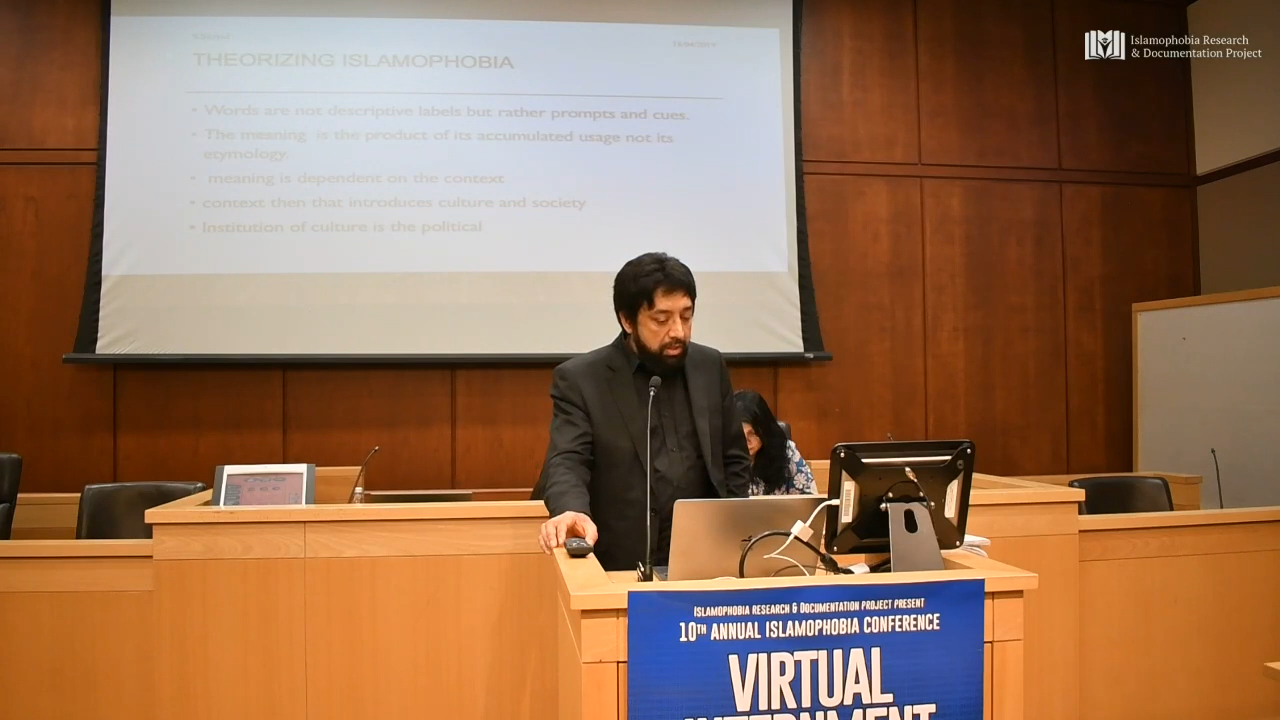 Islamophobia Research
& Documentation Project
THEORIZING ISLAMOPHOBIA
• Words are not descriptive labels but rather prompts and cues.
• The meaning is the product of its accumulated usage not its
etymology.
• meaning is dependent on the context
• context then that introduces culture and society
• Institution of culture is the political
ISLAMOPHOBIA RESEARCH & DOCUMENTATION PROJECT PRESENT
10TH ANNUAL ISLAMOPHOBIA CONFERENCE
VIRTUAL
INTERNMENT